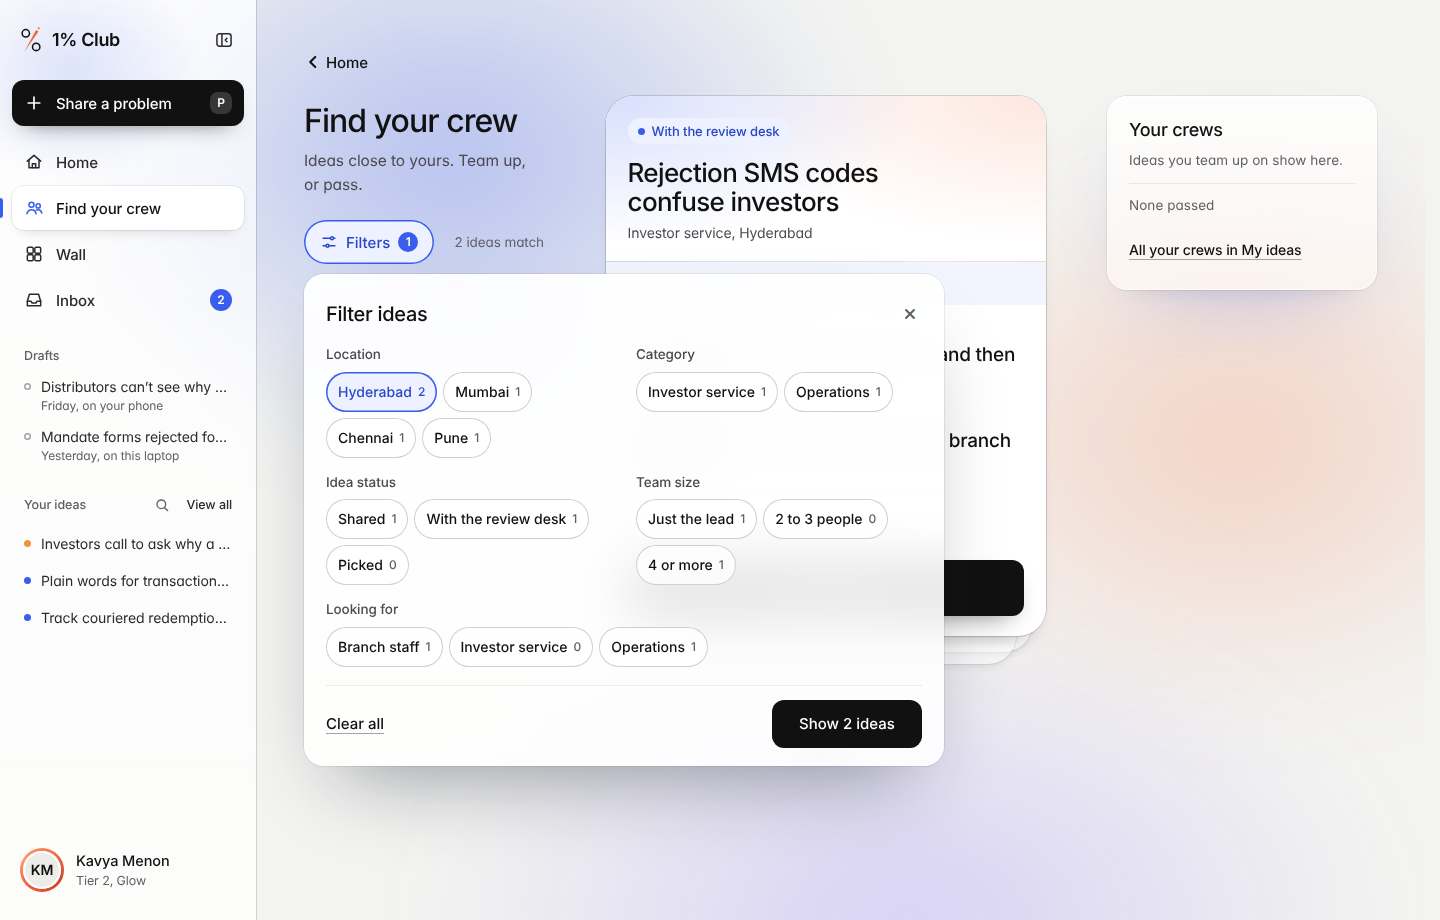 1% Club
Share a problem P
Home
Find your crew
Wall
Inbox 2
Drafts
Distributors can't see why ...
Friday, on your phone
Mandate forms rejected fo...
Yesterday, on this laptop
Your ideas View all
Investors call to ask why a ...
Plain words for transaction...
Track couriered redemptio...
KM Kavya Menon
Tier 2, Glow
Home
Find your crew
Ideas close to yours. Team up,
or pass.
Filters 1 2 ideas match
With the review desk
Rejection SMS codes
confuse investors
Investor service, Hyderabad
and then
branch
Filter ideas
Location
Hyderabad 2 Mumbai 1
Chennai 1 Pune 1
Category
Investor service 1 Operations 1
Idea status
Shared 1 With the review desk 1
Picked 0
Team size
Just the lead 1 2 to 3 people 0
4 or more 1
Looking for
Branch staff 1 Investor service 0 Operations 1
Clear all Show 2 ideas
Your crews
Ideas you team up on show here.
None passed
All your crews in My ideas